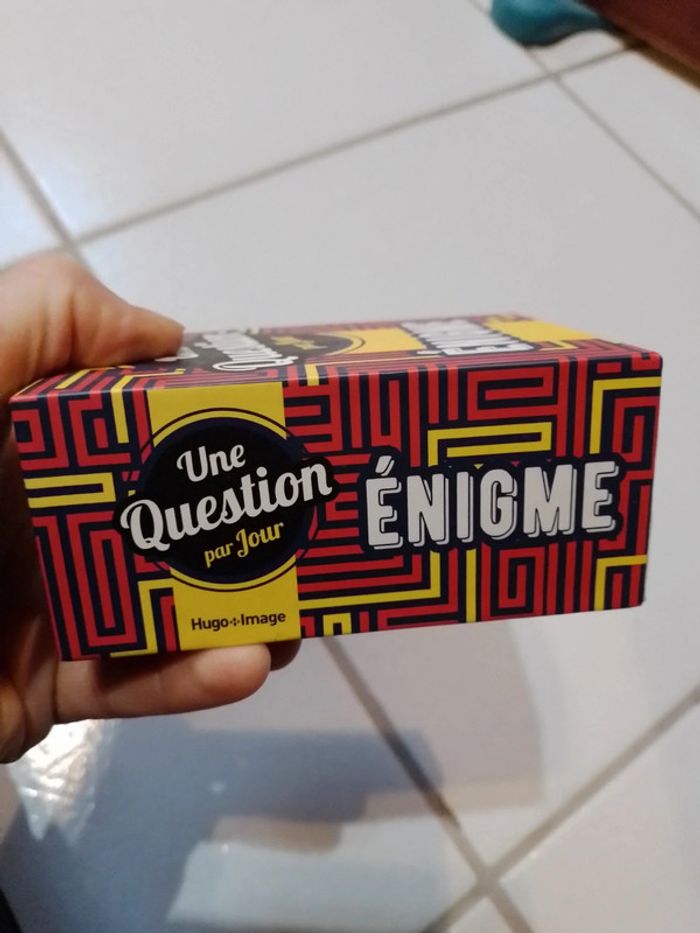 Une
Question
par Jour
ÉNIGME
Hugo Image